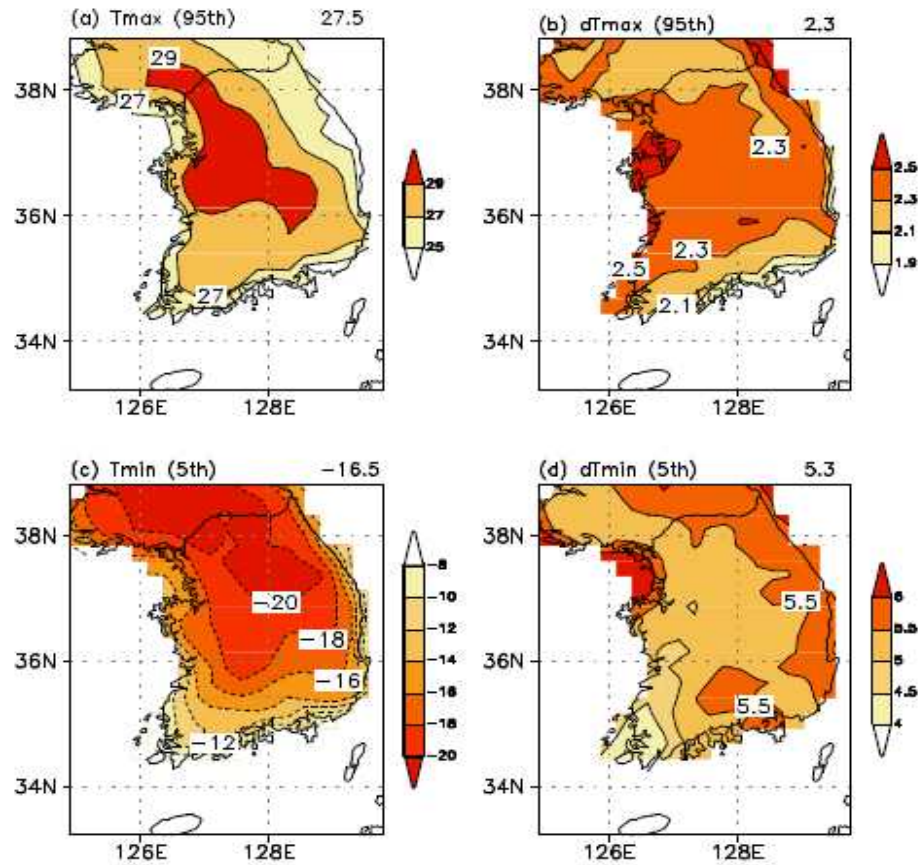 (a) Tmax (95th) 27.5
38N
36N
34N
126E 128E
29
27
27
29
27
25
(b) dTmax (95th) 2.3
38N
36N
34N
126E 128E
2.3
2.3
2.5
2.1
2.5
2.3
2.1
1.9
(c) Tmin (5th) -16.5
38N
36N
34N
126E 128E
-20
-18
-16
-12
-8
-10
-12
-14
-16
-18
-20
(d) dTmin (5th) 5.3
38N
36N
34N
126E 128E
5.5
5.5
6
5.5
5
4.5
4